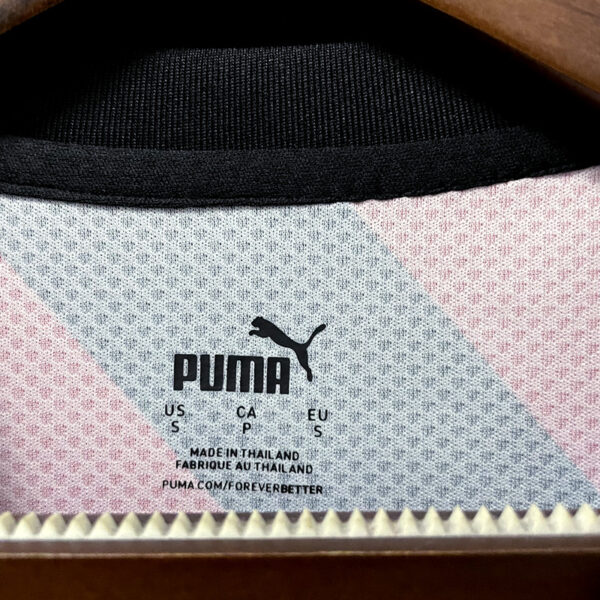 PUMA
US CA EU
S P S
MADE IN THAILAND
FABRIQUE AU THAILAND
PUMA.COM/FOREVERBETTER